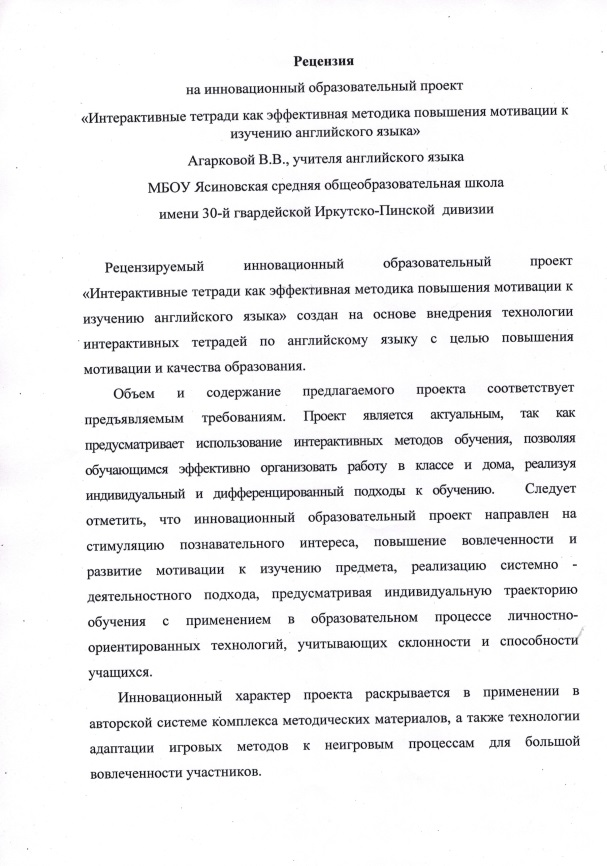 Рецензия
на инновационный образовательный проект
«Интерактивные тетради как эффективная методика повышения мотивации к
изучению английского языка»
Агарковой В.В., учителя английского языка
МБОУ Ясиновская средняя общеобразовательная школа
имени 30-й гвардейской Иркутско-Пинской дивизии
Рецензируемый инновационный образовательный проект
«Интерактивные тетради как эффективная методика повышения мотивации к
изучению английского языка» создан на основе внедрения технологии
интерактивных тетрадей по английскому языку с целью повышения
мотивации и качества образования.
Объем и содержание предлагаемого проекта соответствует
предъявляемым требованиям. Проект является актуальным, так как
предусматривает использование интерактивных методов обучения, позволяя
обучающимся эффективно организовать работу в классе и дома, реализуя
индивидуальный и дифференцированный подходы к обучению. Следует
отметить, что инновационный образовательный проект направлен на
стимуляцию познавательного интереса, повышение вовлеченности и
развитие мотивации к изучению предмета, реализацию системно -
деятельностного подхода, предусматривая индивидуальную траекторию
обучения с применением в образовательном процессе личностно-
ориентированных технологий, учитывающих склонности и способности
учащихся.
Инновационный характер проекта раскрывается в применении в
авторской системе комплекса методических материалов, а также технологии
адаптации игровых методов к неигровым процессам для большой
вовлеченности участников.